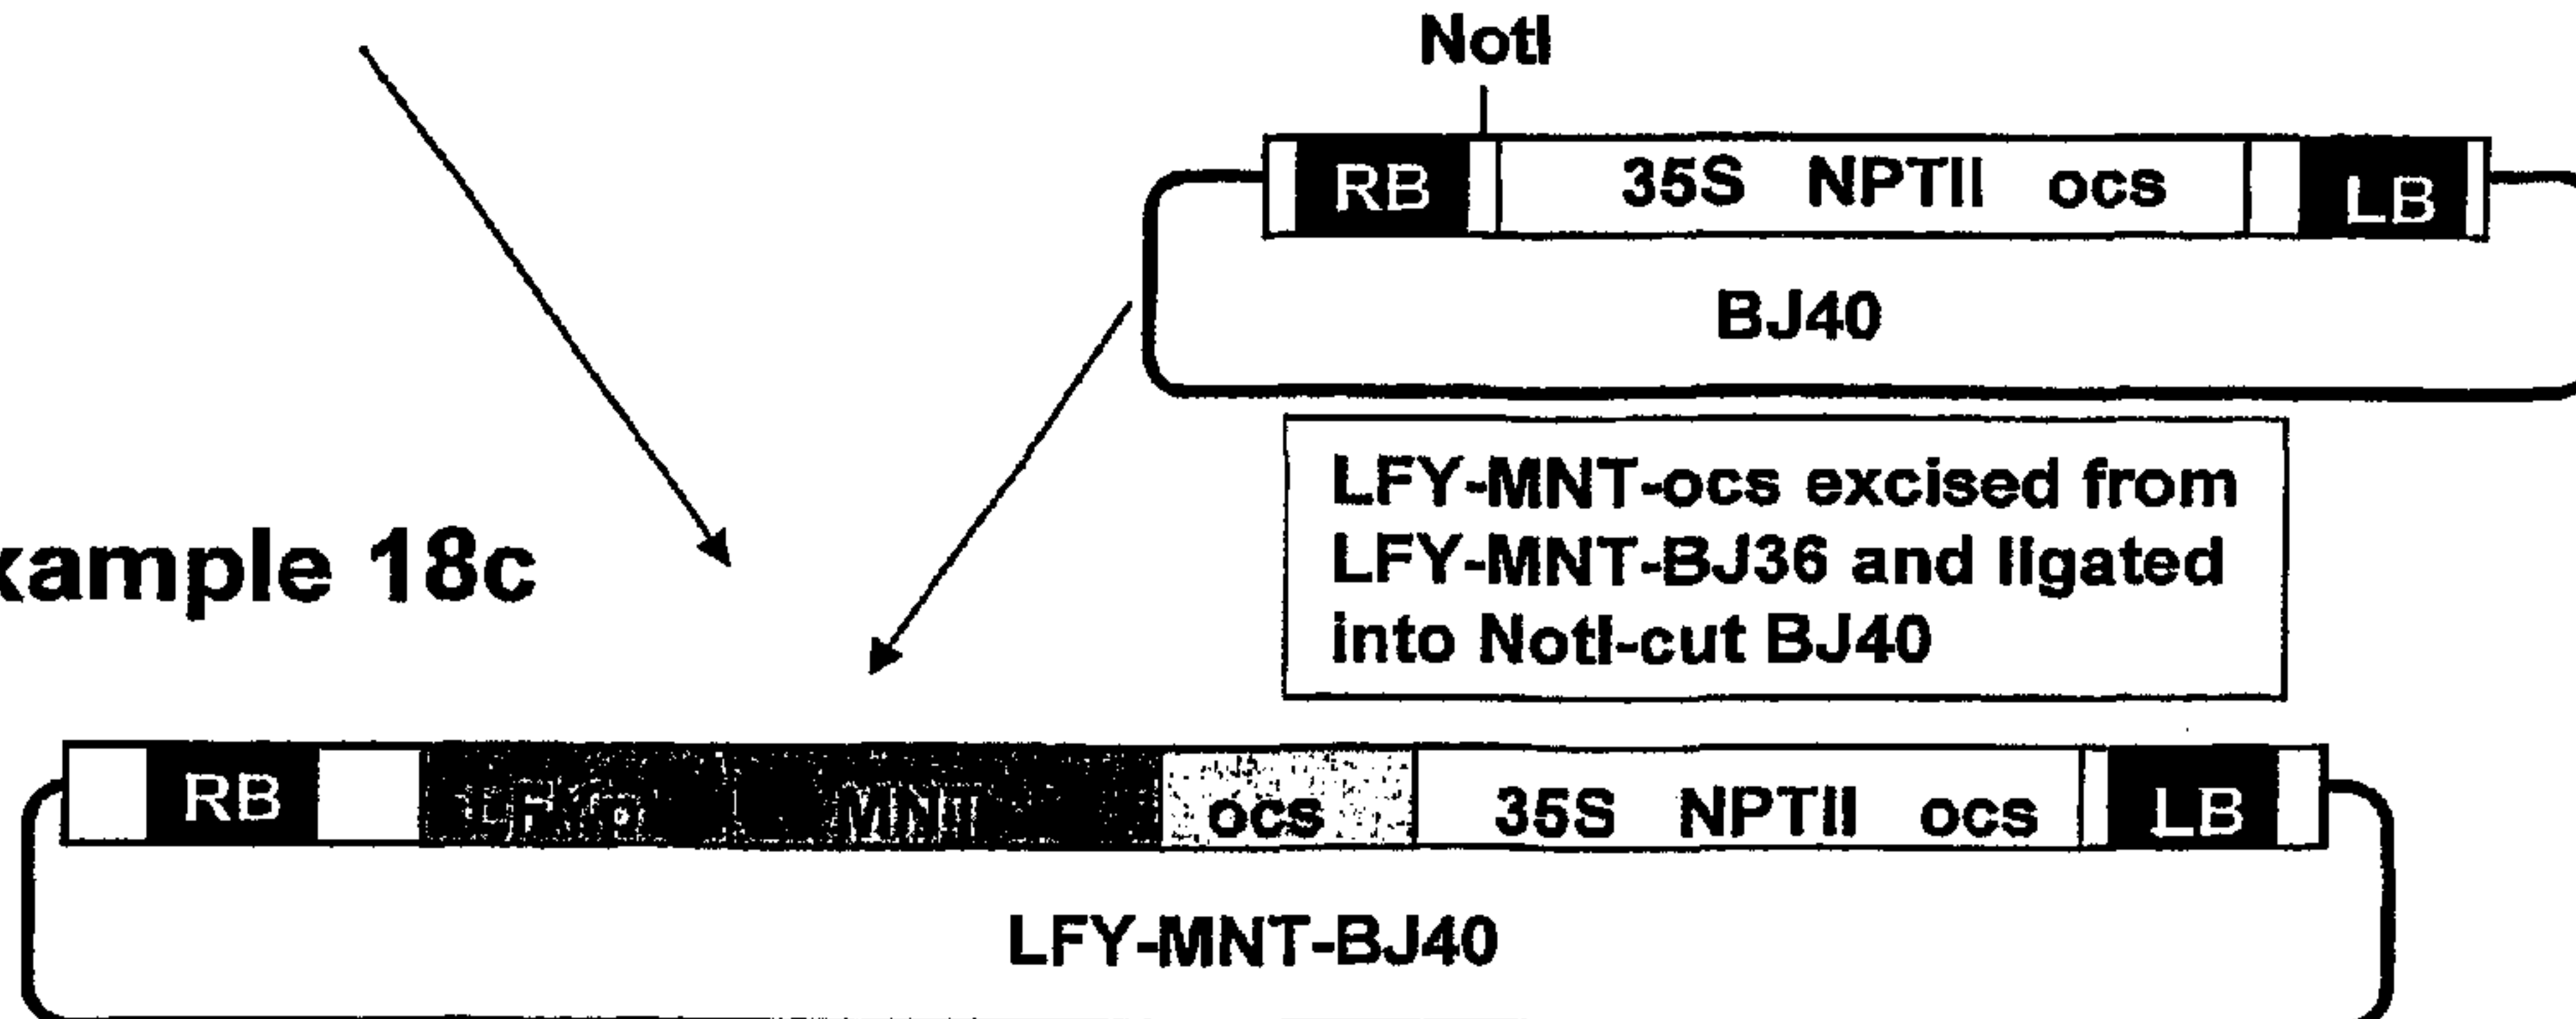 NotI
RB 35S NPTII ocs LB
BJ40
LFY-MNT-ocs excised from
LFY-MNT-BJ36 and ligated
into NotI-cut BJ40
xample 18c
RB LFYp MNT ocs 35S NPTII ocs LB
LFY-MNT-BJ40